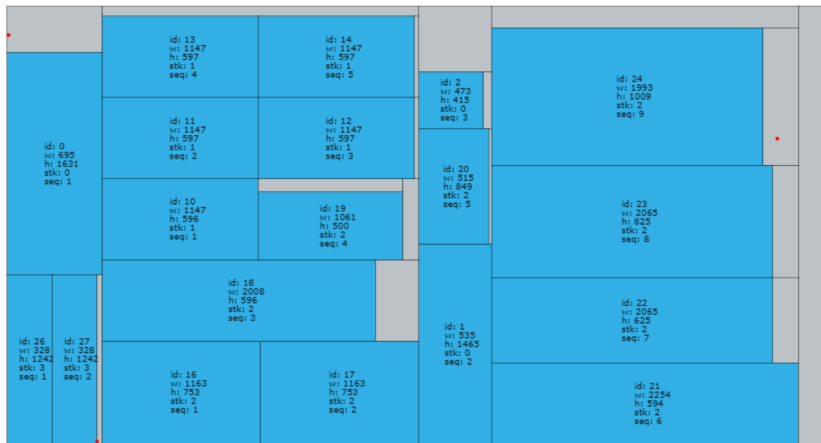 id: 13
w: 1147
h: 597
stk: 1
seq: 4
id: 14
w: 1147
h: 597
stk: 1
seq: 5
id: 2
w: 473
h: 415
stk: 0
seq: 3
id: 24
w: 1993
h: 1009
stk: 2
seq: 9
id: 0
w: 695
h: 1631
stk: 0
seq: 1
id: 11
w: 1147
h: 597
stk: 1
seq: 2
id: 12
w: 1147
h: 597
stk: 1
seq: 3
id: 20
w: 515
h: 849
stk: 2
seq: 5
id: 10
w: 1147
h: 596
stk: 1
seq: 1
id: 19
w: 1061
h: 500
stk: 2
seq: 4
id: 23
w: 2065
h: 825
stk: 2
seq: 8
id: 18
w: 2008
h: 596
stk: 2
seq: 3
id: 22
w: 2065
h: 625
stk: 2
seq: 7
id: 26
w: 328
h: 1242
stk: 3
seq: 1
id: 27
w: 328
h: 1242
stk: 3
seq: 2
id: 16
w: 1163
h: 753
stk: 2
seq: 1
id: 17
w: 1163
h: 753
stk: 2
seq: 2
id: 1
w: 535
h: 1465
stk: 0
seq: 2
id: 21
w: 2254
h: 594
stk: 2
seq: 6